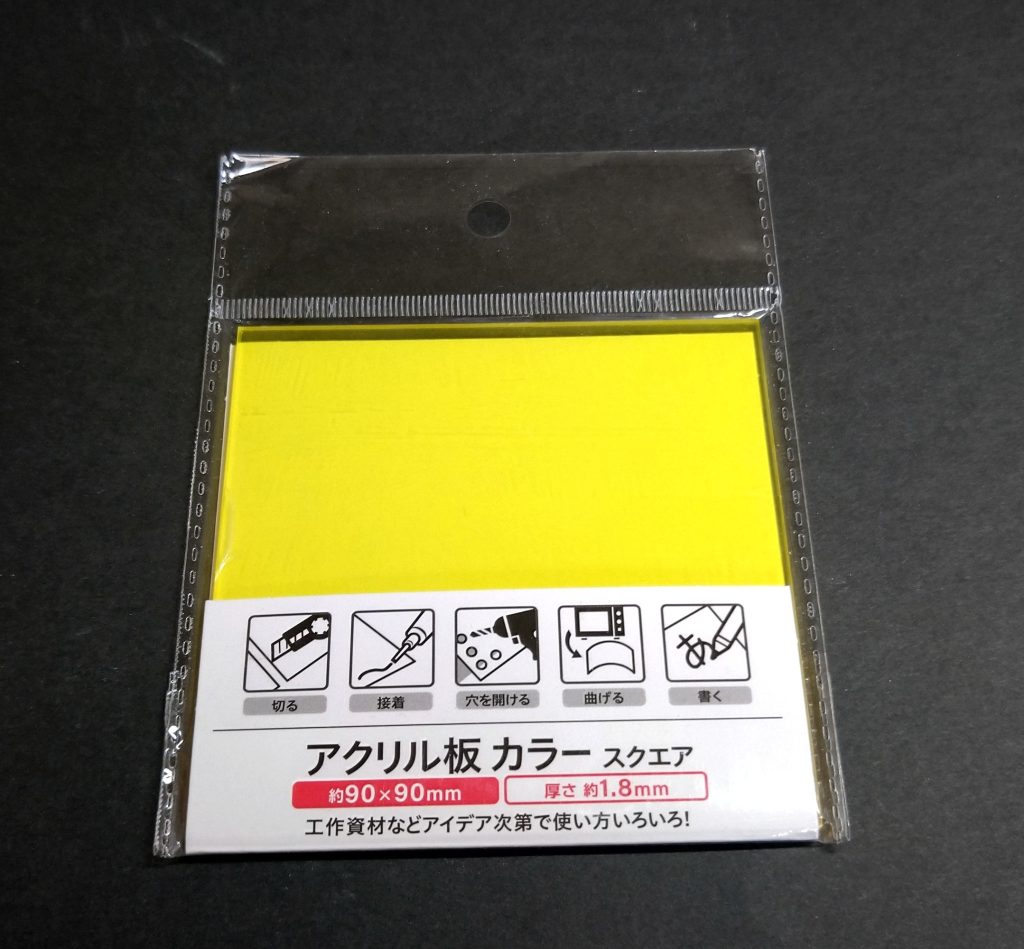 あ
切る 接着 穴を開ける 曲げる 書く
アクリル板 カラー スクエア
約90×90mm 厚さ 約1.8mm
工作資材などアイデア次第で使い方いろいろ!